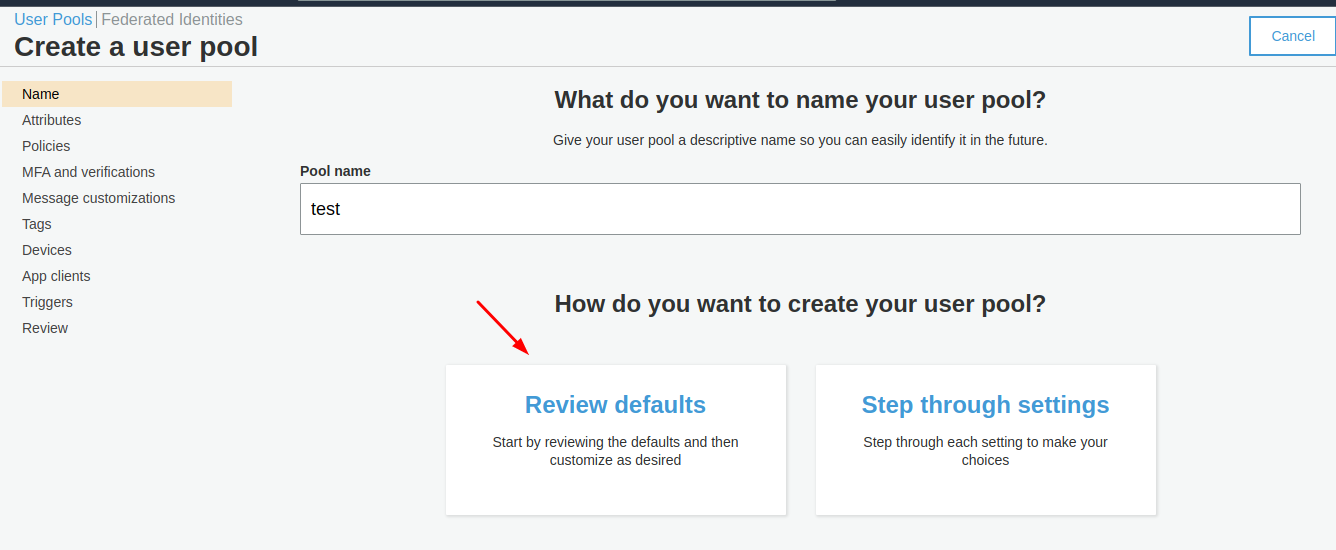 User Pools | Federated Identities
Create a user pool
Cancel
Name
Attributes
Policies
MFA and verifications
Message customizations
Tags
Devices
App clients
Triggers
Review
What do you want to name your user pool?
Give your user pool a descriptive name so you can easily identify it in the future.
Pool name
test
How do you want to create your user pool?
Review defaults
Start by reviewing the defaults and then
customize as desired
Step through settings
Step through each setting to make your
choices